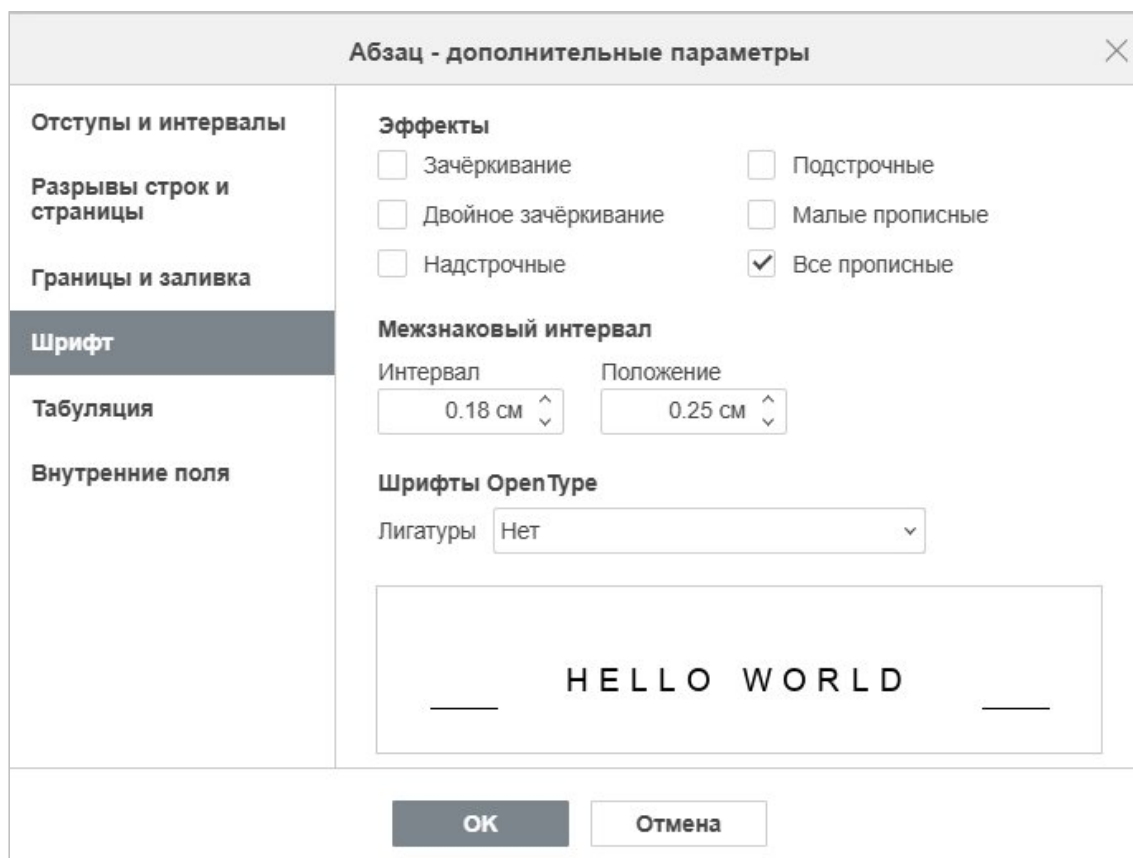 Абзац - дополнительные параметры
Отступы и интервалы
Разрывы строк и
страницы
Границы и заливка
Шрифт
Табуляция
Внутренние поля
Эффекты
Зачёркивание
Подстрочные
Двойное зачёркивание
Малые прописные
Надстрочные
Все прописные
Межзнаковый интервал
Интервал
Положение
0.18 см
0.25 см
Шрифты OpenType
Лигатуры
Нет
HELLO WORLD
OK
Отмена